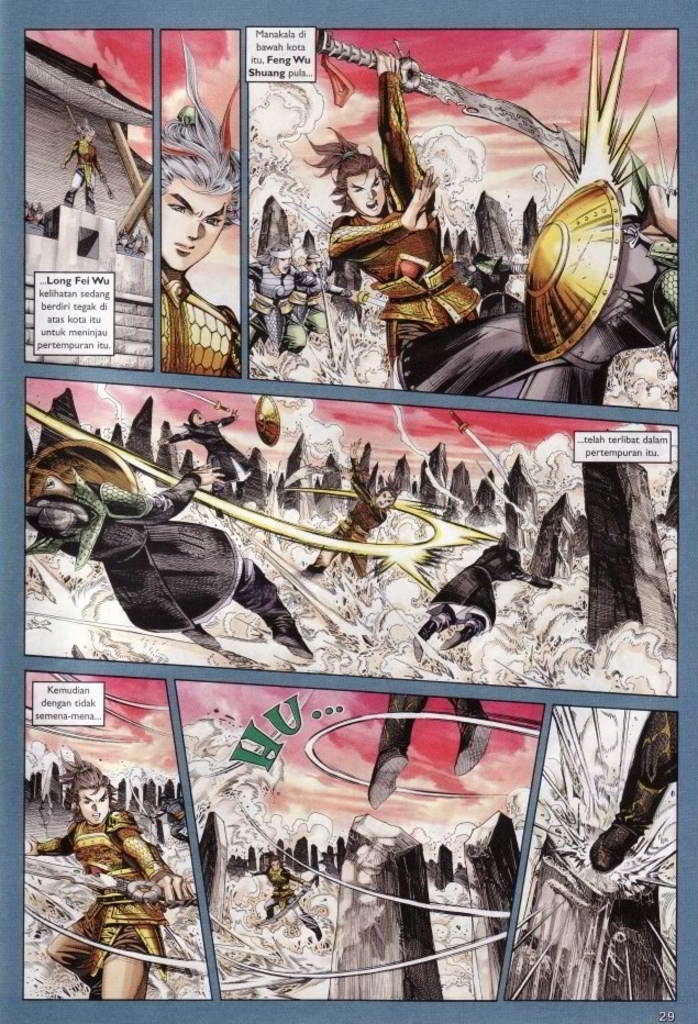 ...Long Fei Wu
kelihatan sedang
berdiri tegak di
atas kota itu
untuk meninjau
pertempuran itu.
Manakala di
bawah kota
itu, Feng Wu
Shuang pula...
...telah terlibat dalam
pertempuran itu.
Kemudian
dengan tidak
semena-mena...
HU...
29